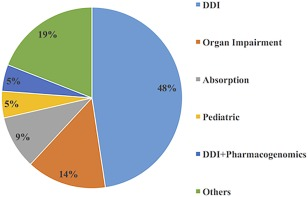 DDI
19%
Organ Impairment
48%
Absorption
5%
5%
Pediatric
9%
14%
DDI+Pharmacogenomics
Others